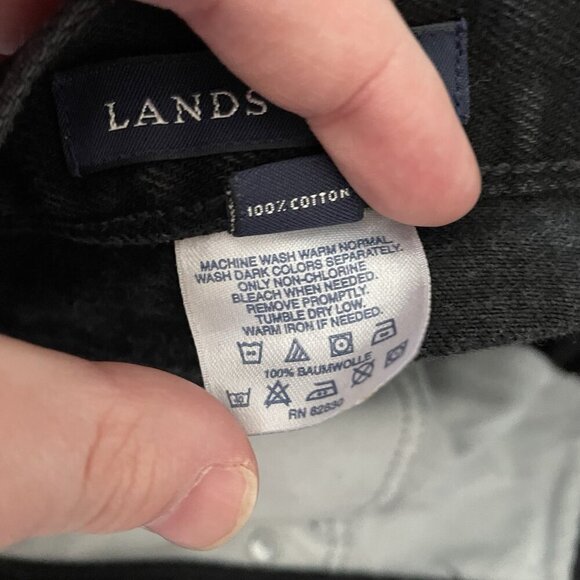 LANDS
100% COTTON
MACHINE WASH WARM NORMAL.
WASH DARK COLORS SEPARATELY.
ONLY NON-CHLORINE
BLEACH WHEN NEEDED.
REMOVE PROMPTLY.
TUMBLE DRY LOW.
WARM IRON IF NEEDED.
100% BAUMWOLLE
RN 62830